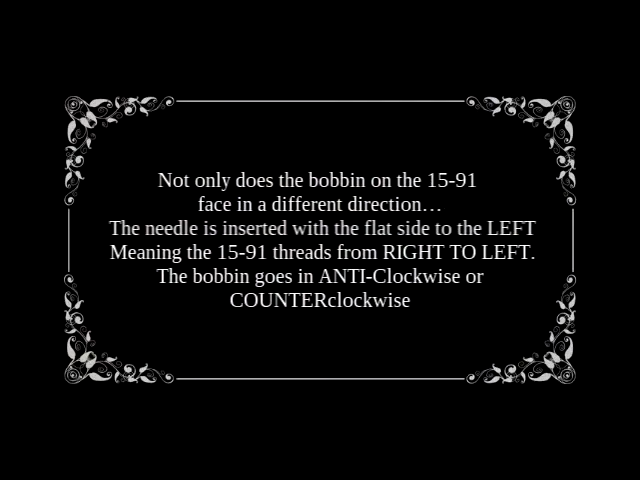 Not only does the bobbin on the 15-91
face in a different direction…
The needle is inserted with the flat side to the LEFT
Meaning the 15-91 threads from RIGHT TO LEFT.
The bobbin goes in ANTI-Clockwise or
COUNTERclockwise